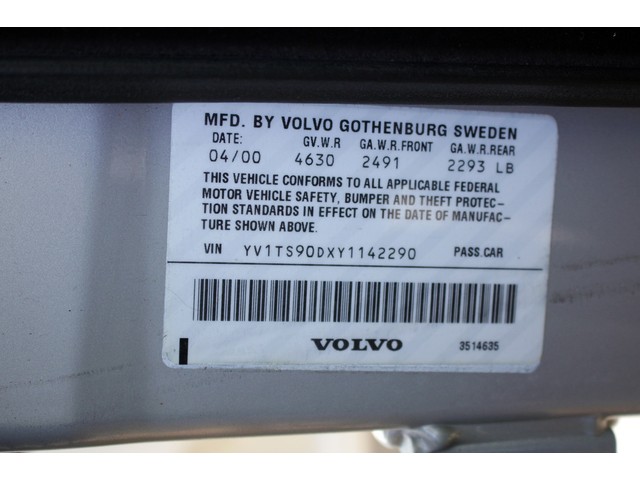 MFD. BY VOLVO GOTHENBURG SWEDEN
DATE: GV.W.R GA.W.R.FRONT GA.W.R.REAR
04/00 4630 2491 2293 LB
THIS VEHICLE CONFORMS TO ALL APPLICABLE FEDERAL
MOTOR VEHICLE SAFETY, BUMPER AND THEFT PROTEC-
TION STANDARDS IN EFFECT ON THE DATE OF MANUFAC-
TURE SHOWN ABOVE.
VIN YV1TS90DXY1142290 PASS.CAR
VOLVO 3514635